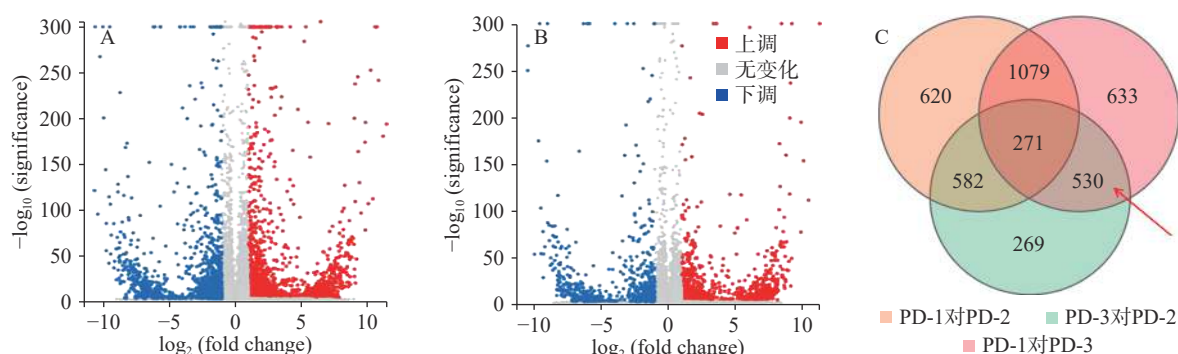 A
300
250
200
150
100
50
0
−log₁₀ (significance)
−10
−5
0
5
10
log₂ (fold change)
B
300
250
200
150
100
50
0
−log₁₀ (significance)
−10
−5
0
5
10
log₂ (fold change)
上调
无变化
下调
C
620
1079
633
271
582
530
269
PD-1对PD-2
PD-3对PD-2
PD-1对PD-3